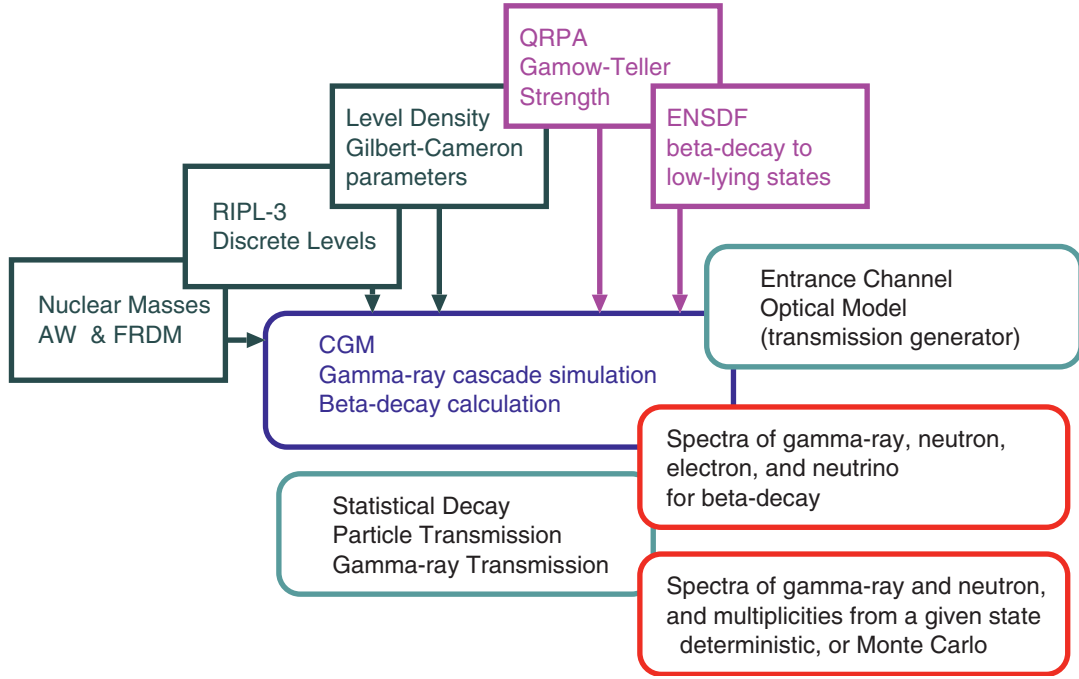 QRPA
Gamow-Teller
Strength
ENSDF
beta-decay to
low-lying states
Level Density
Gilbert-Cameron
parameters
RIPL-3
Discrete Levels
Nuclear Masses
AW & FRDM
Entrance Channel
Optical Model
(transmission generator)
CGM
Gamma-ray cascade simulation
Beta-decay calculation
Spectra of gamma-ray, neutron,
electron, and neutrino
for beta-decay
Statistical Decay
Particle Transmission
Gamma-ray Transmission
Spectra of gamma-ray and neutron,
and multiplicities from a given state
deterministic, or Monte Carlo